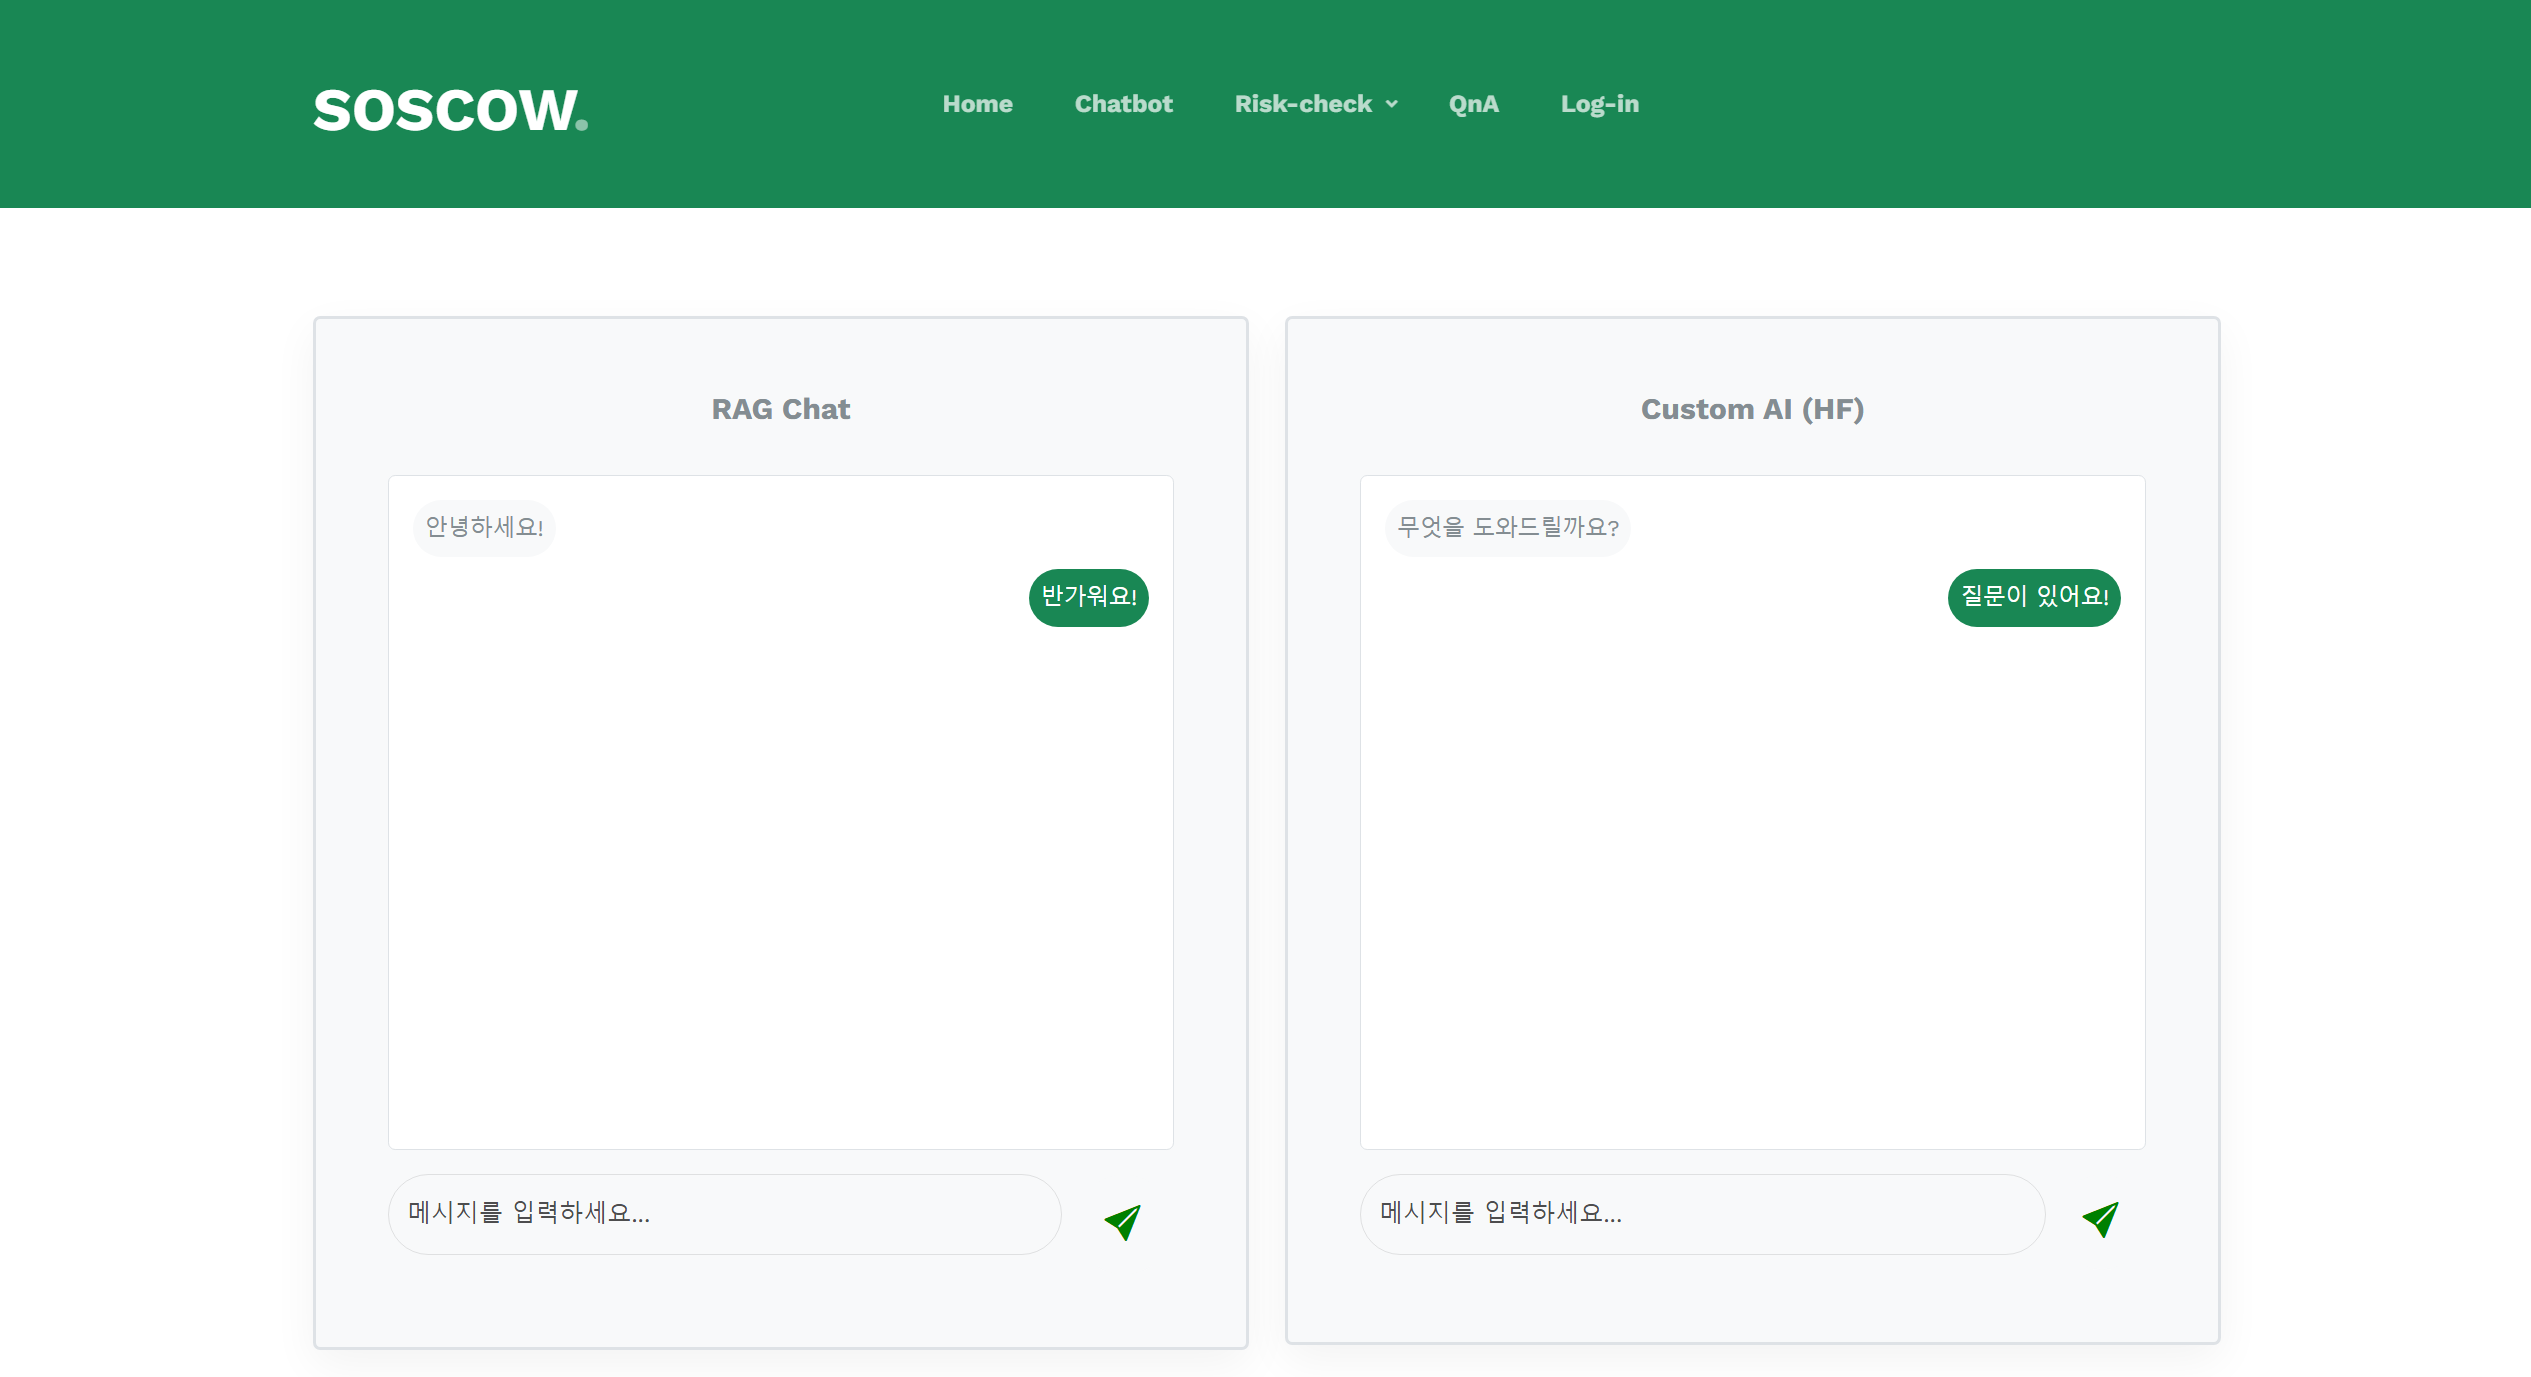 soscow.
Home Chatbot Risk-check QnA Log-in
RAG Chat
안녕하세요!
반가워요!
메시지를 입력하세요...
Custom AI (HF)
무엇을 도와드릴까요?
질문이 있어요!
메시지를 입력하세요...